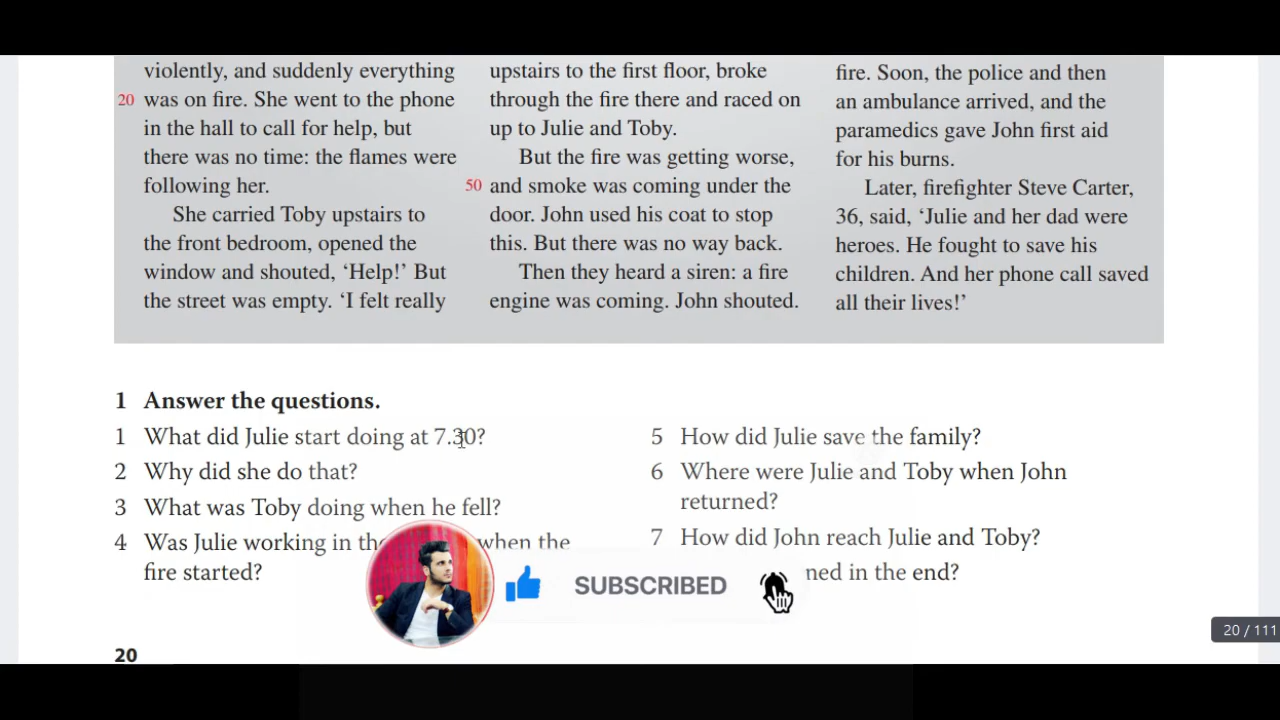 violently, and suddenly everything
20 was on fire. She went to the phone
in the hall to call for help, but
there was no time: the flames were
following her.
She carried Toby upstairs to
the front bedroom, opened the
window and shouted, ‘Help!’ But
the street was empty. ‘I felt really
upstairs to the first floor, broke
through the fire there and raced on
up to Julie and Toby.
But the fire was getting worse,
50 and smoke was coming under the
door. John used his coat to stop
this. But there was no way back.
Then they heard a siren: a fire
engine was coming. John shouted.
fire. Soon, the police and then
an ambulance arrived, and the
paramedics gave John first aid
for his burns.
Later, firefighter Steve Carter,
36, said, ‘Julie and her dad were
heroes. He fought to save his
children. And her phone call saved
all their lives!’
1 Answer the questions.
1 What did Julie start doing at 7.30?
2 Why did she do that?
3 What was Toby doing when he fell?
4 Was Julie working in the when the
fire started?
5 How did Julie save the family?
6 Where were Julie and Toby when John
returned?
7 How did John reach Julie and Toby?
in the end?
SUBSCRIBED
20 / 111
20